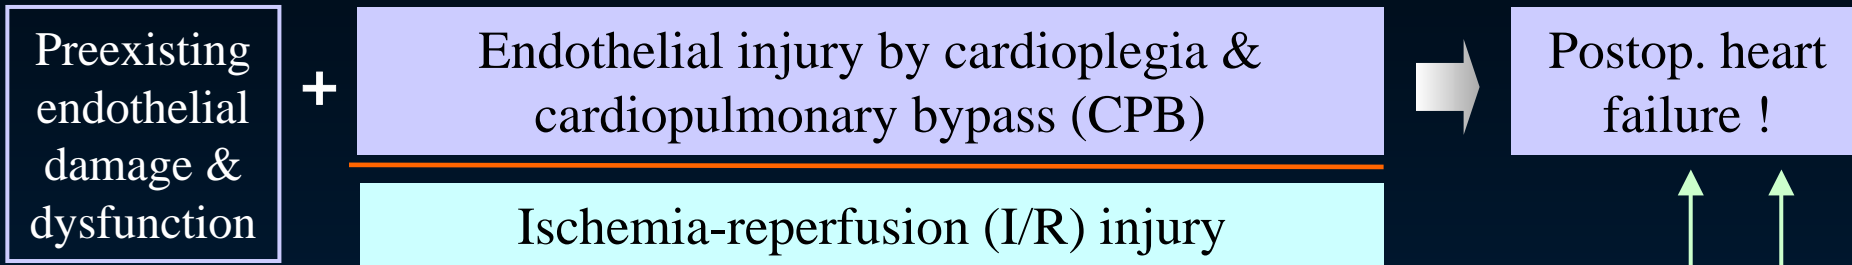 Preexisting
endothelial
damage &
dysfunction
+
Endothelial injury by cardioplegia &
cardiopulmonary bypass (CPB)
Ischemia-reperfusion (I/R) injury
Postop. heart
failure !